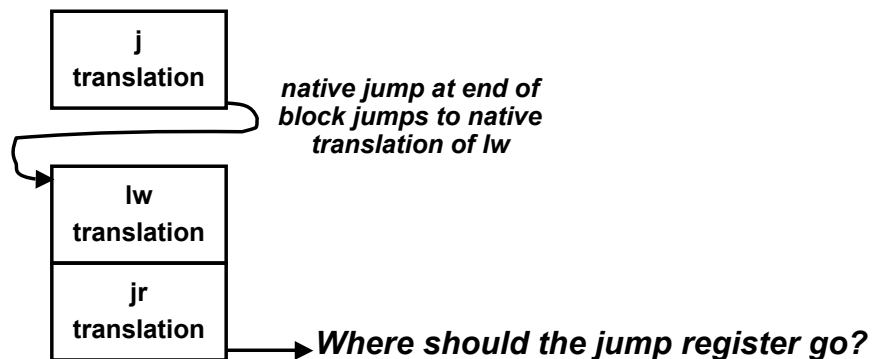 j
translation
native jump at end of
block jumps to native
translation of lw
lw
translation
jr
translation
Where should the jump register go?